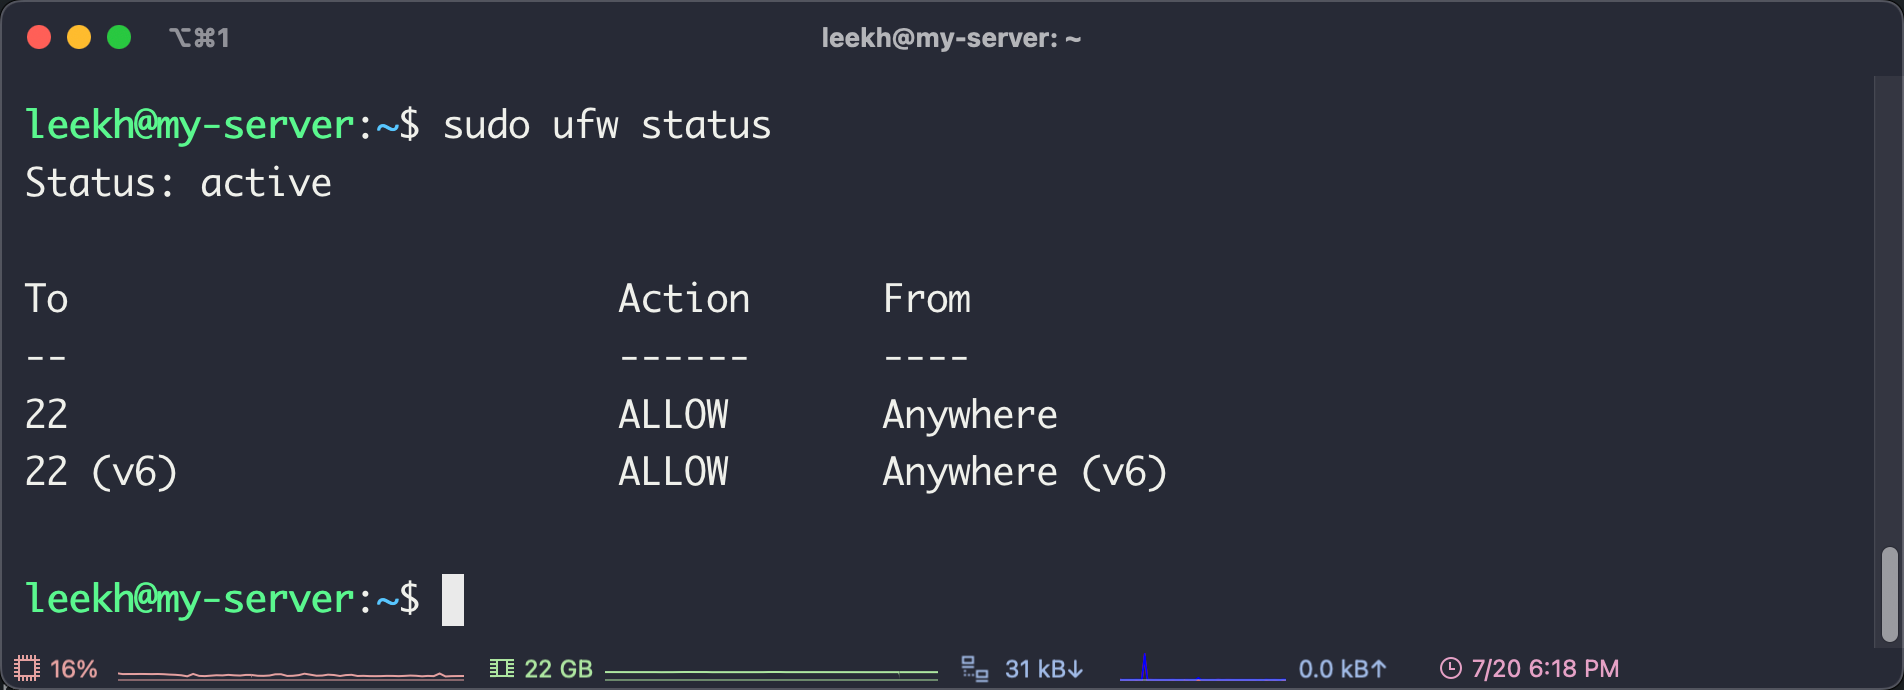 ⌥⌘1 leekh@my-server: ~
leekh@my-server:~$ sudo ufw status
Status: active
To Action From
-- ------ ----
22 ALLOW Anywhere
22 (v6) ALLOW Anywhere (v6)
leekh@my-server:~$
16% 22 GB 31 kB↓ 0.0 kB↑ 7/20 6:18 PM